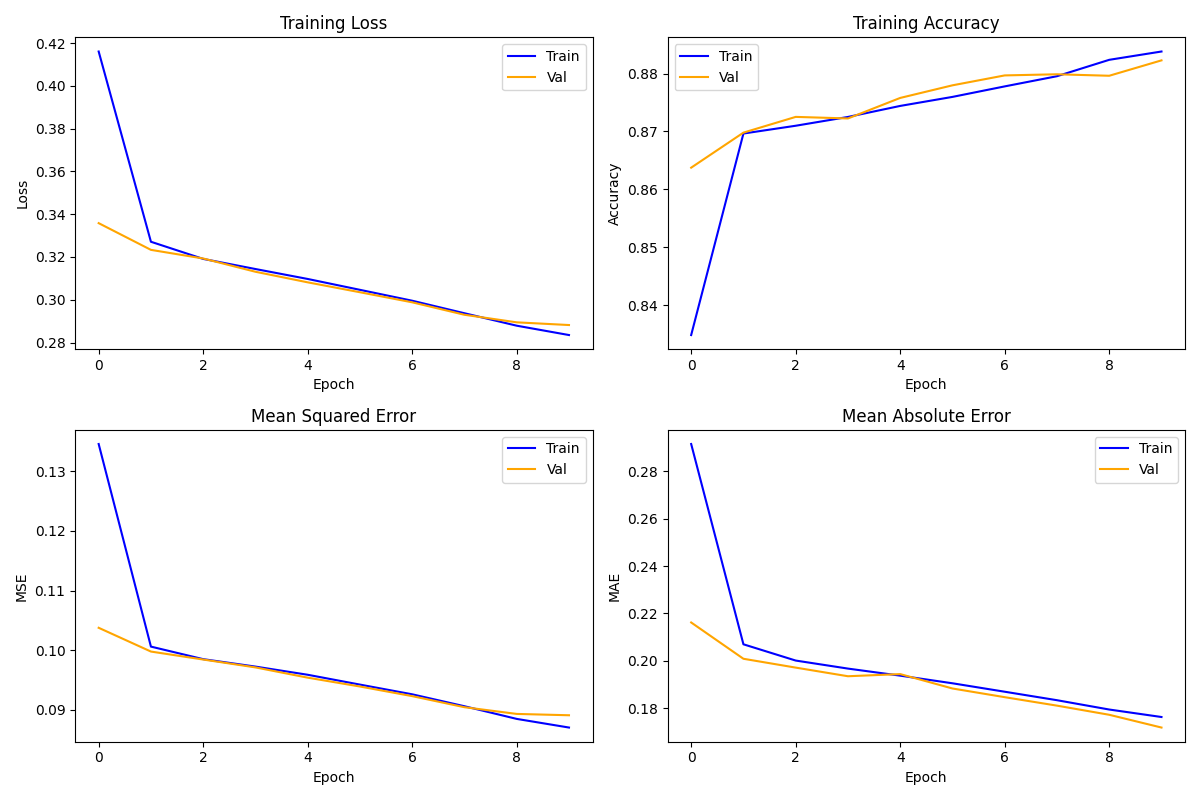 Training Loss
0.42
0.40
0.38
0.36
0.34
0.32
0.30
0.28
Loss
Train
Val
0 2 4 6 8
Epoch
Training Accuracy
0.88
0.87
0.86
0.85
0.84
Accuracy
Train
Val
0 2 4 6 8
Epoch
Mean Squared Error
0.13
0.12
0.11
0.10
0.09
MSE
Train
Val
0 2 4 6 8
Epoch
Mean Absolute Error
0.28
0.26
0.24
0.22
0.20
0.18
MAE
Train
Val
0 2 4 6 8
Epoch